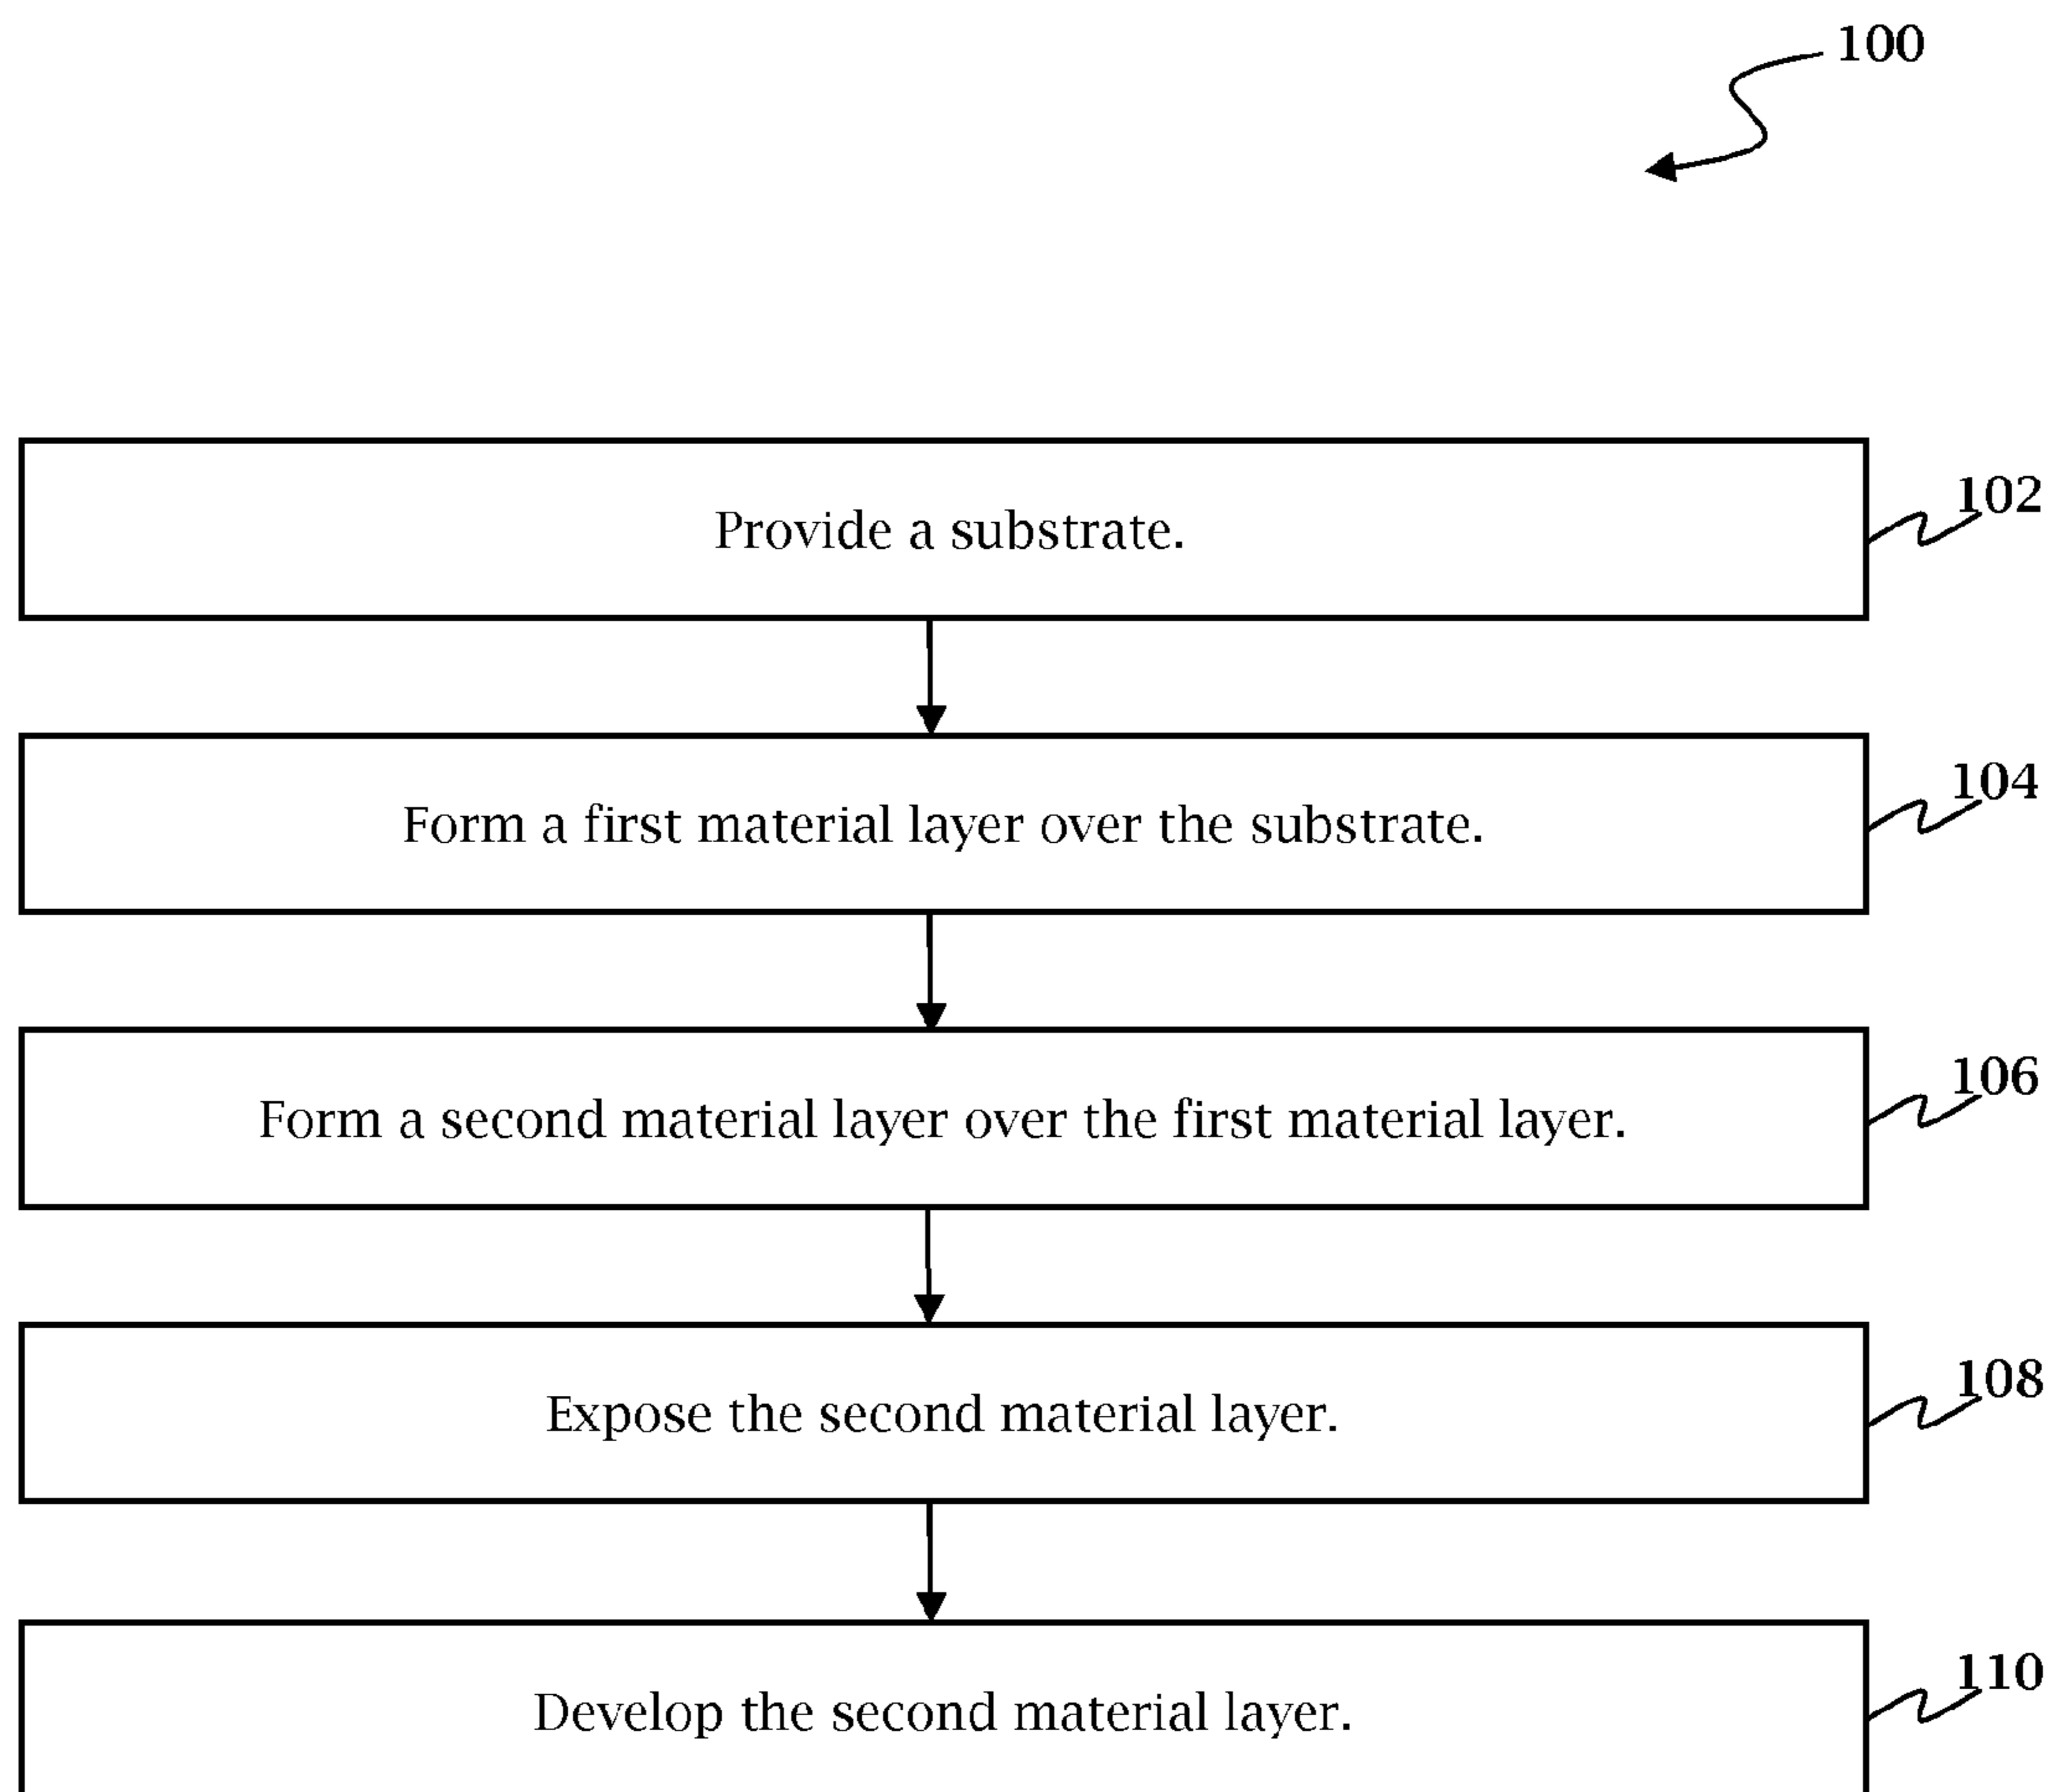 100
Provide a substrate.
102
Form a first material layer over the substrate.
104
Form a second material layer over the first material layer.
106
Expose the second material layer.
108
Develop the second material layer.
110